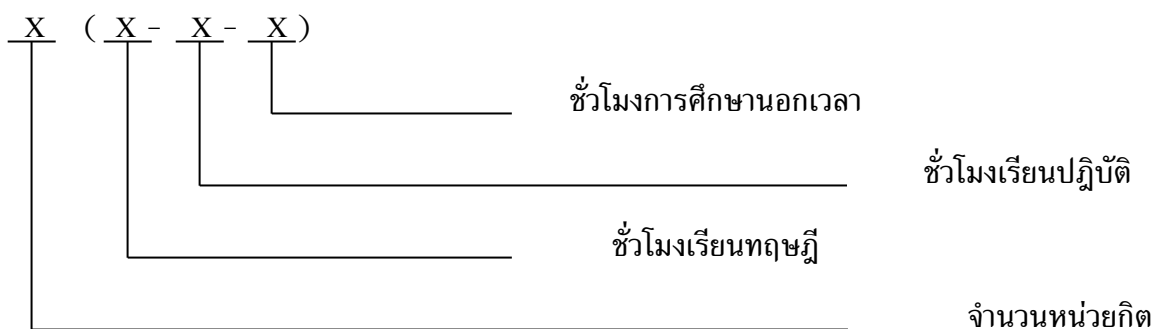 X (X - X - X)
ชั่วโมงการศึกษานอกเวลา
ชั่วโมงเรียนปฎิบัติ
ชั่วโมงเรียนทฤษฎี
จำนวนหน่วยกิต